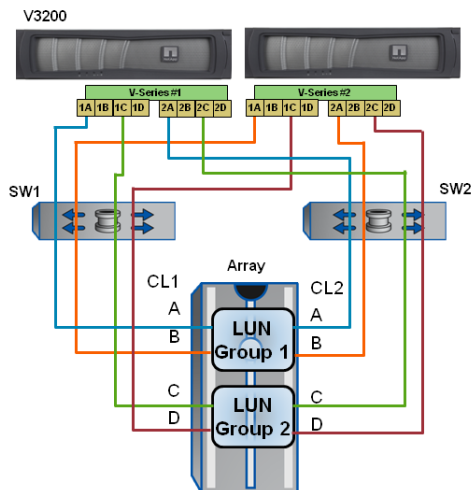 V3200
V-Series #1
V-Series #2
1A 1B 1C 1D 2A 2B 2C 2D
1A 1B 1C 1D 2A 2B 2C 2D
SW1
SW2
Array
CL1
CL2
A
A
B
B
LUN
Group 1
C
C
D
D
LUN
Group 2